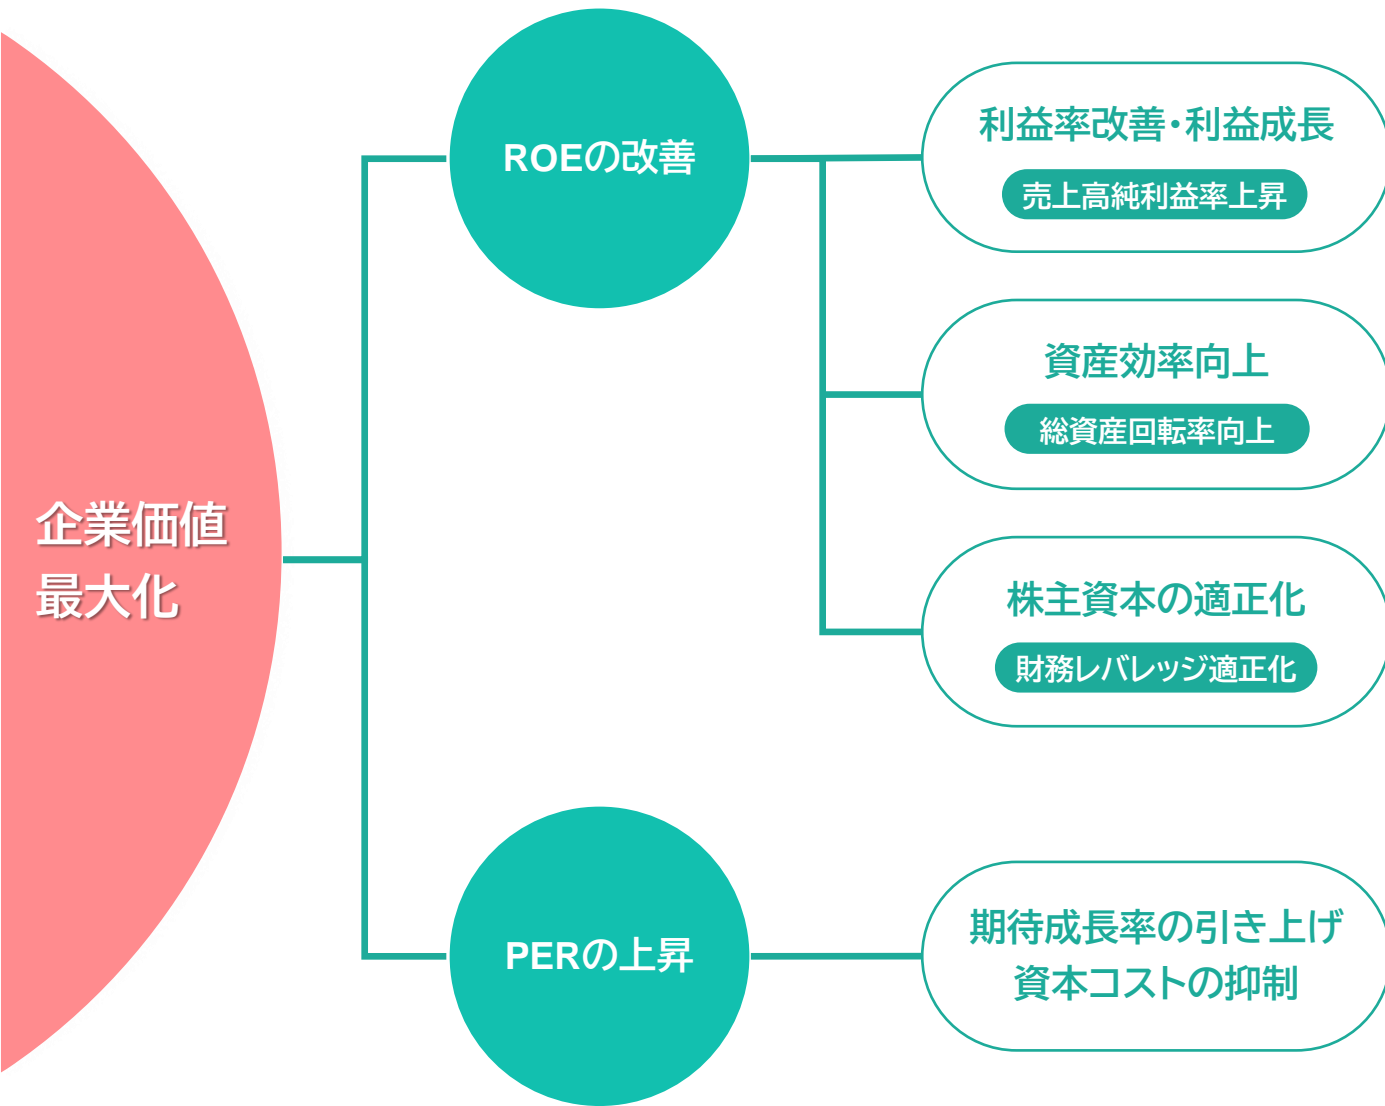 企業価値
最大化
ROEの改善
利益率改善・利益成長
売上高純利益率上昇
資産効率向上
総資産回転率向上
株主資本の適正化
財務レバレッジ適正化
PERの上昇
期待成長率の引き上げ
資本コストの抑制